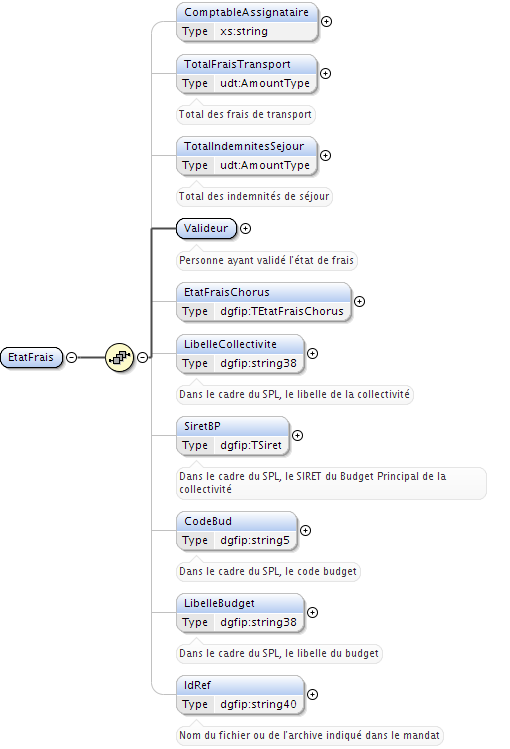 ComptableAssignataire
Type xs:string
TotalFraisTransport
Type udt:AmountType
Total des frais de transport
TotalIndemnitesSejour
Type udt:AmountType
Total des indemnités de séjour
Valideur
Personne ayant validé l'état de frais
EtatFraisChorus
Type dgfip:TEtatFraisChorus
EtatFrais
LibelleCollectivite
Type dgfip:string38
Dans le cadre du SPL, le libelle de la collectivité
SiretBP
Type dgfip:TSiret
Dans le cadre du SPL, le SIRET du Budget Principal de la
collectivité
CodeBud
Type dgfip:string5
Dans le cadre du SPL, le code budget
LibelleBudget
Type dgfip:string38
Dans le cadre du SPL, le libelle du budget
IdRef
Type dgfip:string40
Nom du fichier ou de l'archive indiqué dans le mandat